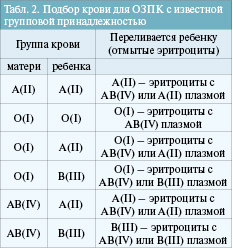 Табл. 2. Подбор крови для ОЗПК с известной
групповой принадлежностью
Группа крови
Переливается ребенку
(отмытые эритроциты)
матери
ребенка
A(II)
A(II)
A(II) – эритроциты с
AB(IV) или A(II) плазмой
O(I)
O(I)
O(I) – эритроциты с
AB(IV) плазмой
O(I)
A(II)
O(I) – эритроциты с
AB(IV) или A(II) плазмой
O(I)
B(III)
O(I) – эритроциты с
AB(IV) или B(III) плазмой
AB(IV)
A(II)
A(II) – эритроциты с
AB(IV) или A(II) плазмой
AB(IV)
B(III)
B(III) – эритроциты с
AB(IV) или B(III) плазмой